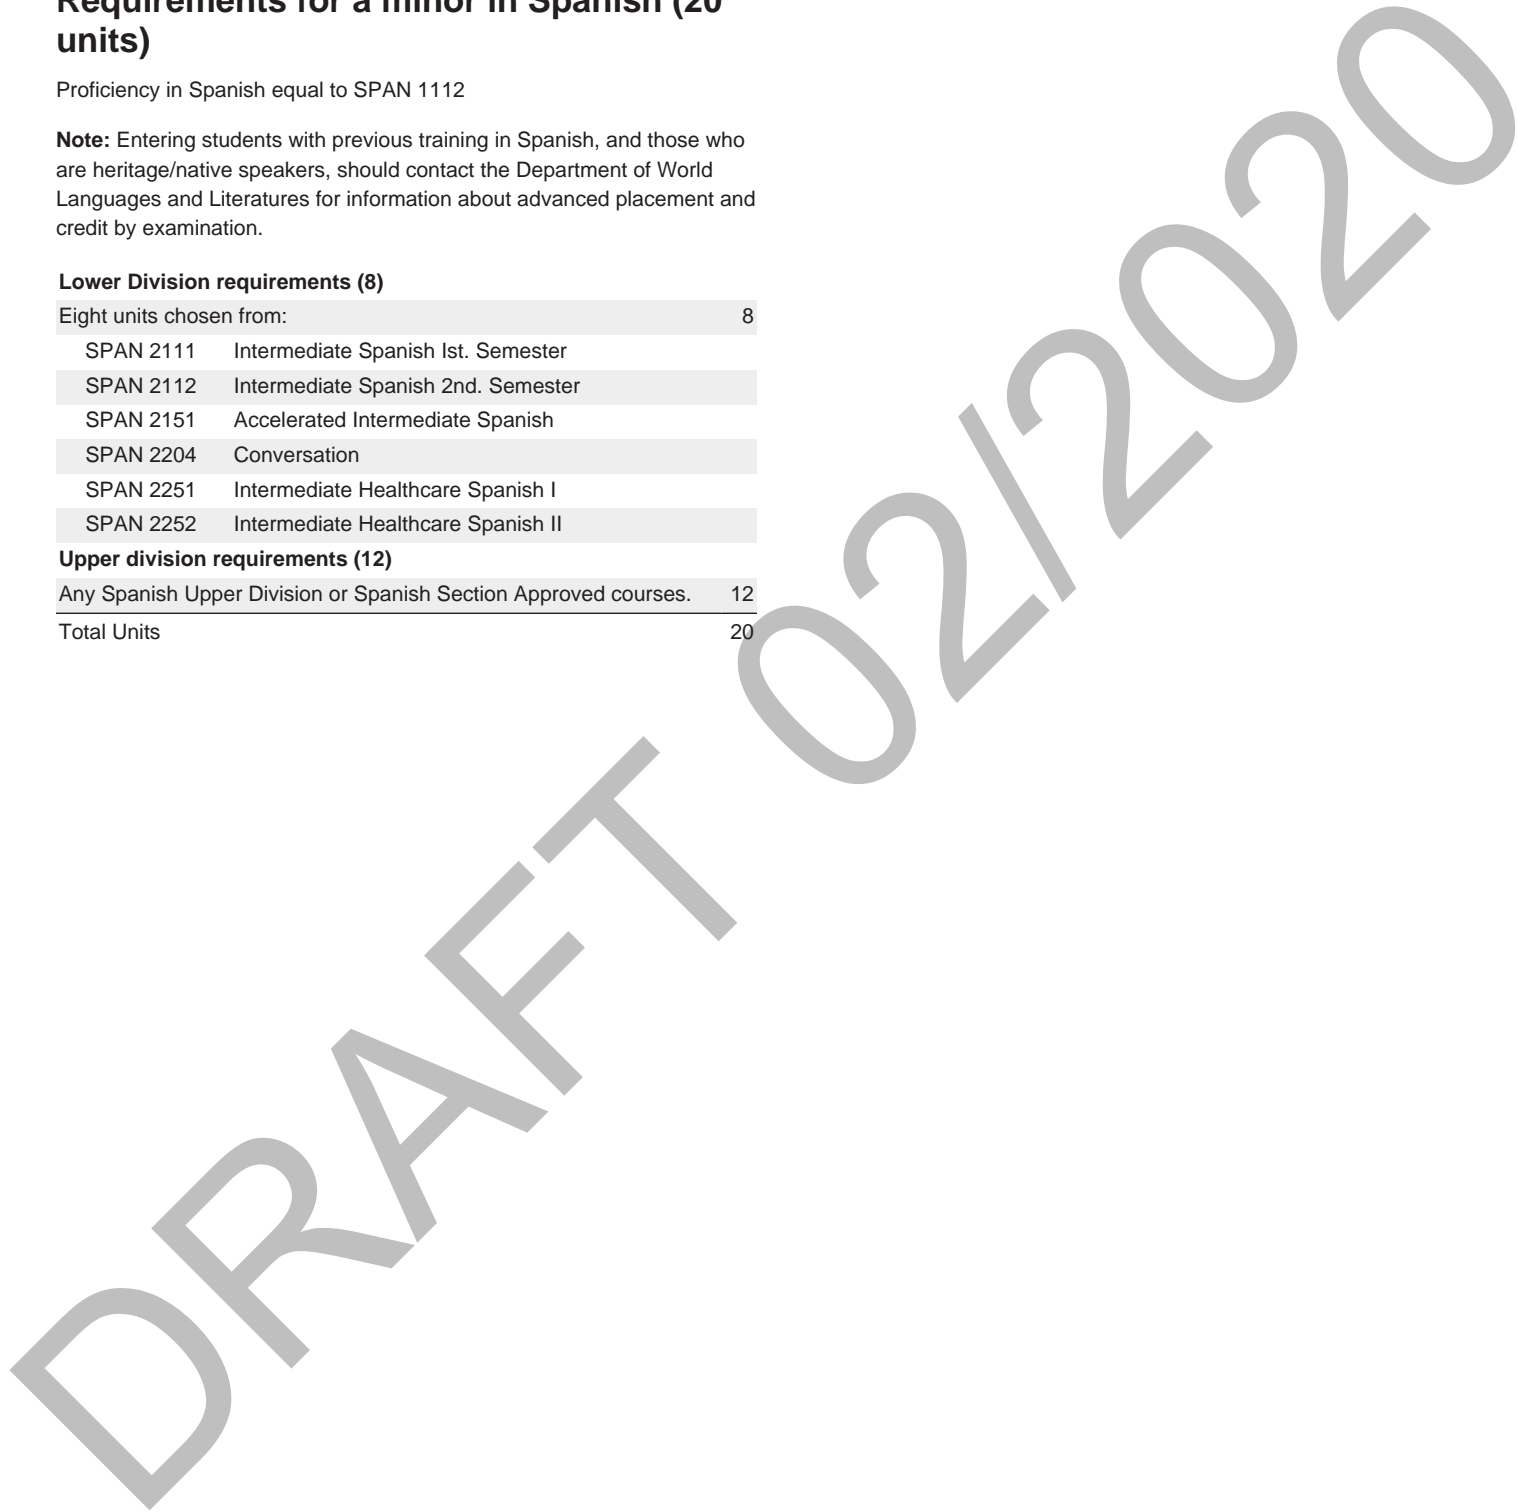 Requirements for a minor in Spanish (20
units)
Proficiency in Spanish equal to SPAN 1112
Note: Entering students with previous training in Spanish, and those who
are heritage/native speakers, should contact the Department of World
Languages and Literatures for information about advanced placement and
credit by examination.
Lower Division requirements (8)
Eight units chosen from: 8
SPAN 2111 Intermediate Spanish Ist. Semester
SPAN 2112 Intermediate Spanish 2nd. Semester
SPAN 2151 Accelerated Intermediate Spanish
SPAN 2204 Conversation
SPAN 2251 Intermediate Healthcare Spanish I
SPAN 2252 Intermediate Healthcare Spanish II
Upper division requirements (12)
Any Spanish Upper Division or Spanish Section Approved courses. 12
Total Units 20
DRAFT 02/2020